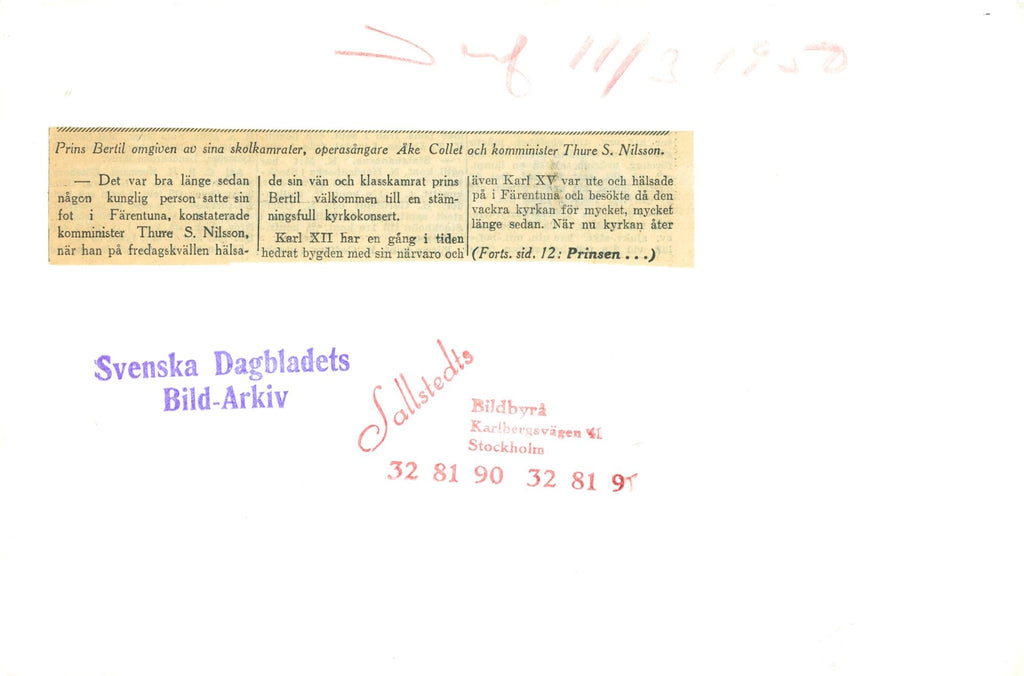 11/3 1950
Prins Bertil omgiven av sina skolkamrater, operasångare Åke Collet och komminister Thure S. Nilsson.
— Det var bra länge sedan
någon kunglig person satte sin
fot i Färentuna, konstaterade
komminister Thure S. Nilsson,
när han på fredagskvällen hälsa-
de sin vän och klasskamrat prins
Bertil välkommen till en stäm-
ningsfull kyrkokonsert.
Karl XII har en gång i tiden
hedrat bygden med sin närvaro och
även Karl XV var ute och hälsade
på i Färentuna och besökte då den
vackra kyrkan för mycket, mycket
länge sedan. När nu kyrkan åter
(Forts. sid. 12: Prinsen . . .)
Svenska Dagbladets
Bild-Arkiv
Sallstedts
Bildbyrå
Karlbergsvägen 41
Stockholm
32 81 90 32 81 91